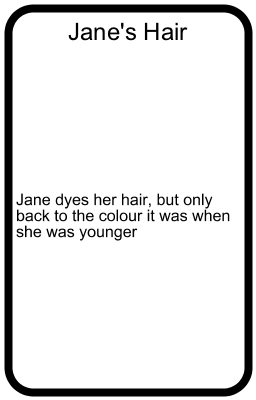 Jane's Hair
Jane dyes her hair, but only
back to the colour it was when
she was younger